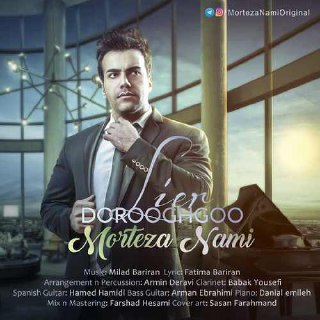 /MortezaNamiOriginal
Lier
DOROOGHGOO
Morteza Nami
Music: Milad Bariran Lyric: Fatima Bariran
Arrangement n Percussion: Armin Deravi Clarinet: Babak Yousefi
Spanish Guitar: Hamed Hamidi Bass Guitar: Arman Ebrahimi Piano: Danial emlleh
Mix n Mastering: Farshad Hesami Cover art: Sasan Farahmand